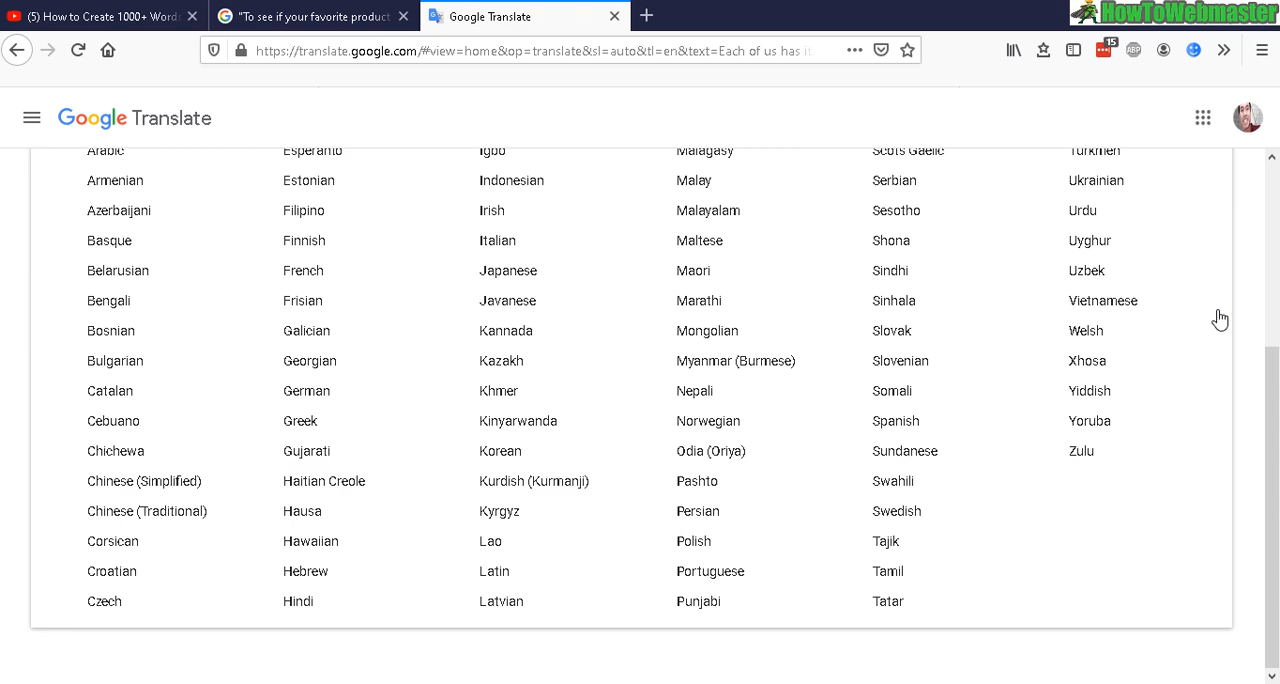 (5) How to Create 1000+ Word
"To see if your favorite product
Google Translate
HowToWebmaster
https://translate.google.com/#view=home&op=translate&sl=auto&tl=en&text=Each of us has it
15
ABP
Google Translate
Arabic Esperanto Igbo Malagasy Scots Gaelic Turkmen
Armenian Estonian Indonesian Malay Serbian Ukrainian
Azerbaijani Filipino Irish Malayalam Sesotho Urdu
Basque Finnish Italian Maltese Shona Uyghur
Belarusian French Japanese Maori Sindhi Uzbek
Bengali Frisian Javanese Marathi Sinhala Vietnamese
Bosnian Galician Kannada Mongolian Slovak Welsh
Bulgarian Georgian Kazakh Myanmar (Burmese) Slovenian Xhosa
Catalan German Khmer Nepali Somali Yiddish
Cebuano Greek Kinyarwanda Norwegian Spanish Yoruba
Chichewa Gujarati Korean Odia (Oriya) Sundanese Zulu
Chinese (Simplified) Haitian Creole Kurdish (Kurmanji) Pashto Swahili
Chinese (Traditional) Hausa Kyrgyz Persian Swedish
Corsican Hawaiian Lao Polish Tajik
Croatian Hebrew Latin Portuguese Tamil
Czech Hindi Latvian Punjabi Tatar